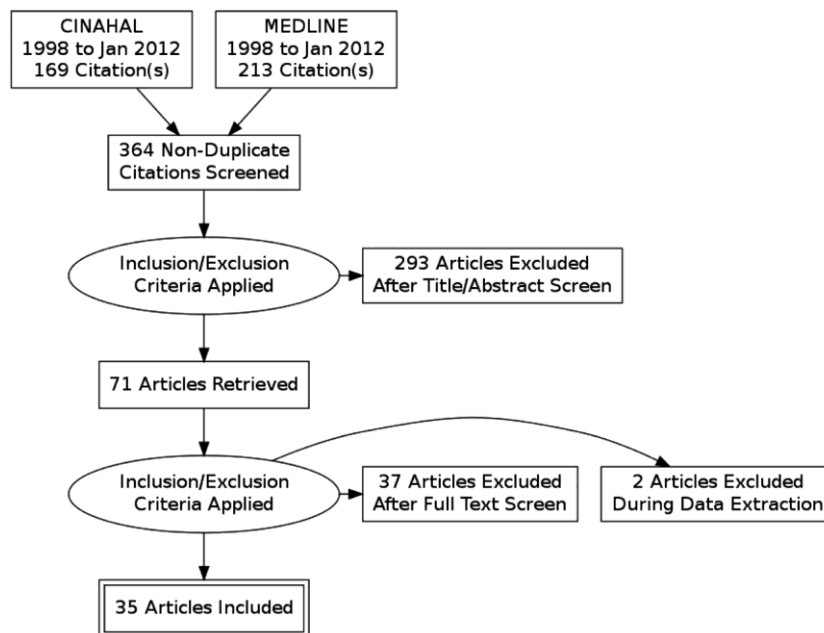 CINAHAL
1998 to Jan 2012
169 Citation(s)
MEDLINE
1998 to Jan 2012
213 Citation(s)
364 Non-Duplicate
Citations Screened
Inclusion/Exclusion
Criteria Applied
293 Articles Excluded
After Title/Abstract Screen
71 Articles Retrieved
Inclusion/Exclusion
Criteria Applied
37 Articles Excluded
After Full Text Screen
2 Articles Excluded
During Data Extraction
35 Articles Included